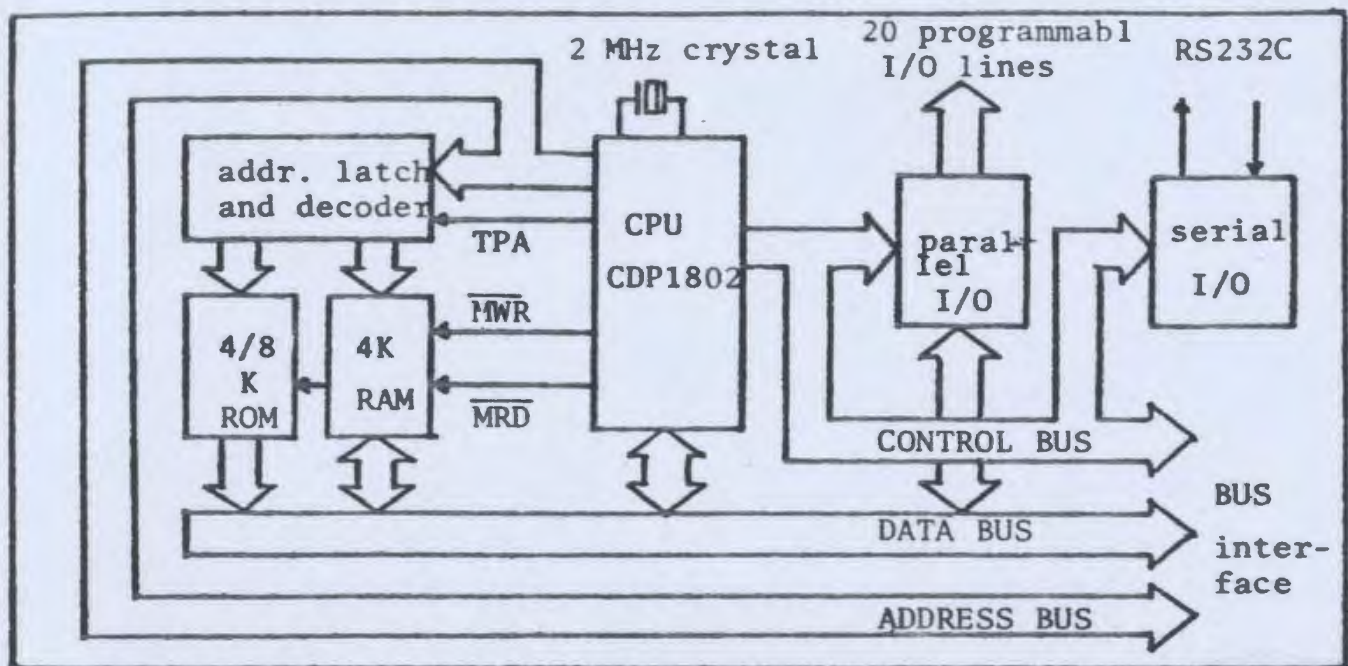 2 MHz crystal
20 programmabl
I/O lines
RS232C
addr. latch
and decoder
TPA
CPU
CDP1802
paral-
lel
I/O
serial
I/O
MWR
MRD
4/8
K
ROM
4K
RAM
CONTROL BUS
DATA BUS
ADDRESS BUS
BUS
inter-
face